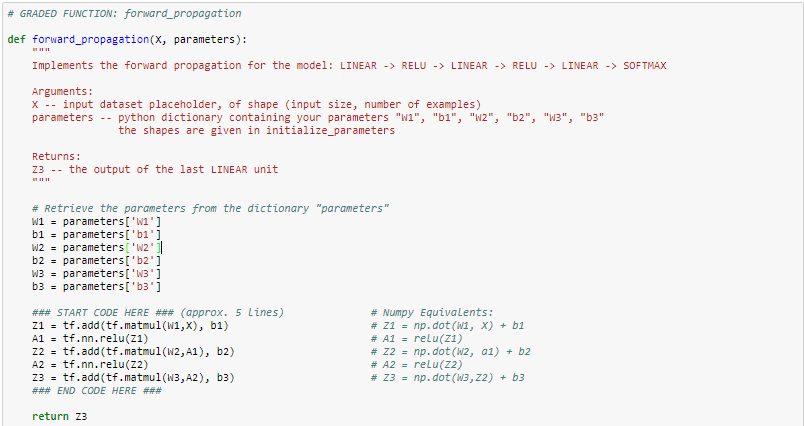 # GRADED FUNCTION: forward_propagation
def forward_propagation(X, parameters):
"""
Implements the forward propagation for the model: LINEAR -> RELU -> LINEAR -> RELU -> LINEAR -> SOFTMAX
Arguments:
X -- input dataset placeholder, of shape (input size, number of examples)
parameters -- python dictionary containing your parameters "W1", "b1", "W2", "b2", "W3", "b3"
the shapes are given in initialize_parameters
Returns:
Z3 -- the output of the last LINEAR unit
"""
# Retrieve the parameters from the dictionary "parameters"
W1 = parameters['W1']
b1 = parameters['b1']
W2 = parameters['W2']
b2 = parameters['b2']
W3 = parameters['W3']
b3 = parameters['b3']
### START CODE HERE ### (approx. 5 lines) # Numpy Equivalents:
Z1 = tf.add(tf.matmul(W1,X), b1) # Z1 = np.dot(W1, X) + b1
A1 = tf.nn.relu(Z1) # A1 = relu(Z1)
Z2 = tf.add(tf.matmul(W2,A1), b2) # Z2 = np.dot(W2, a1) + b2
A2 = tf.nn.relu(Z2) # A2 = relu(Z2)
Z3 = tf.add(tf.matmul(W3,A2), b3) # Z3 = np.dot(W3,Z2) + b3
### END CODE HERE ###
return Z3